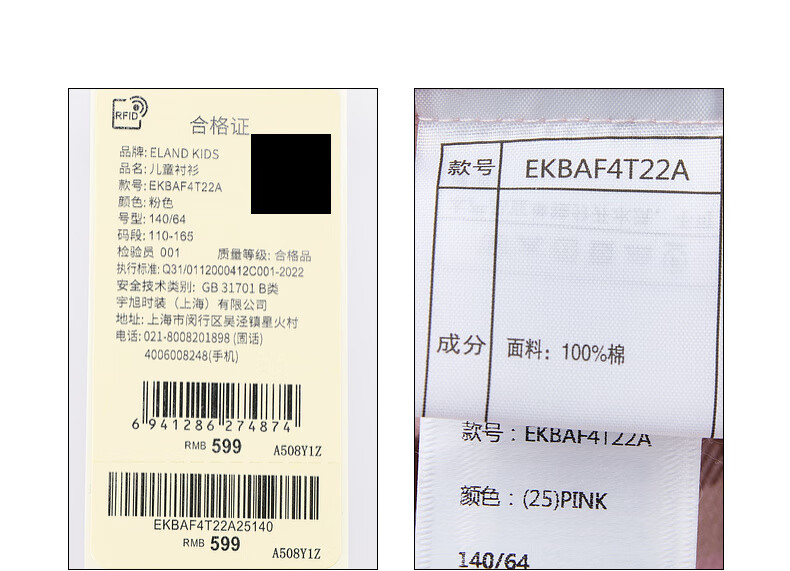 RFID
合格证
品牌: ELAND KIDS
品名: 儿童衬衫
款号: EKBAF4T22A
颜色: 粉色
号型: 140/64
码段: 110-165
检验员 001 质量等级: 合格品
执行标准: Q31/0112000412C001-2022
安全技术类别: GB 31701 B类
宇旭时装（上海）有限公司
地址: 上海市闵行区吴泾镇星火村
电话: 021-8008201898 (固话)
4006008248(手机)
6 941286 274874
RMB 599 A508Y1Z
EKBAF4T22A25140
RMB 599 A508Y1Z
款号 EKBAF4T22A
成分 面料: 100%棉
款号: EKBAF4T22A
颜色: (25)PINK
140/64